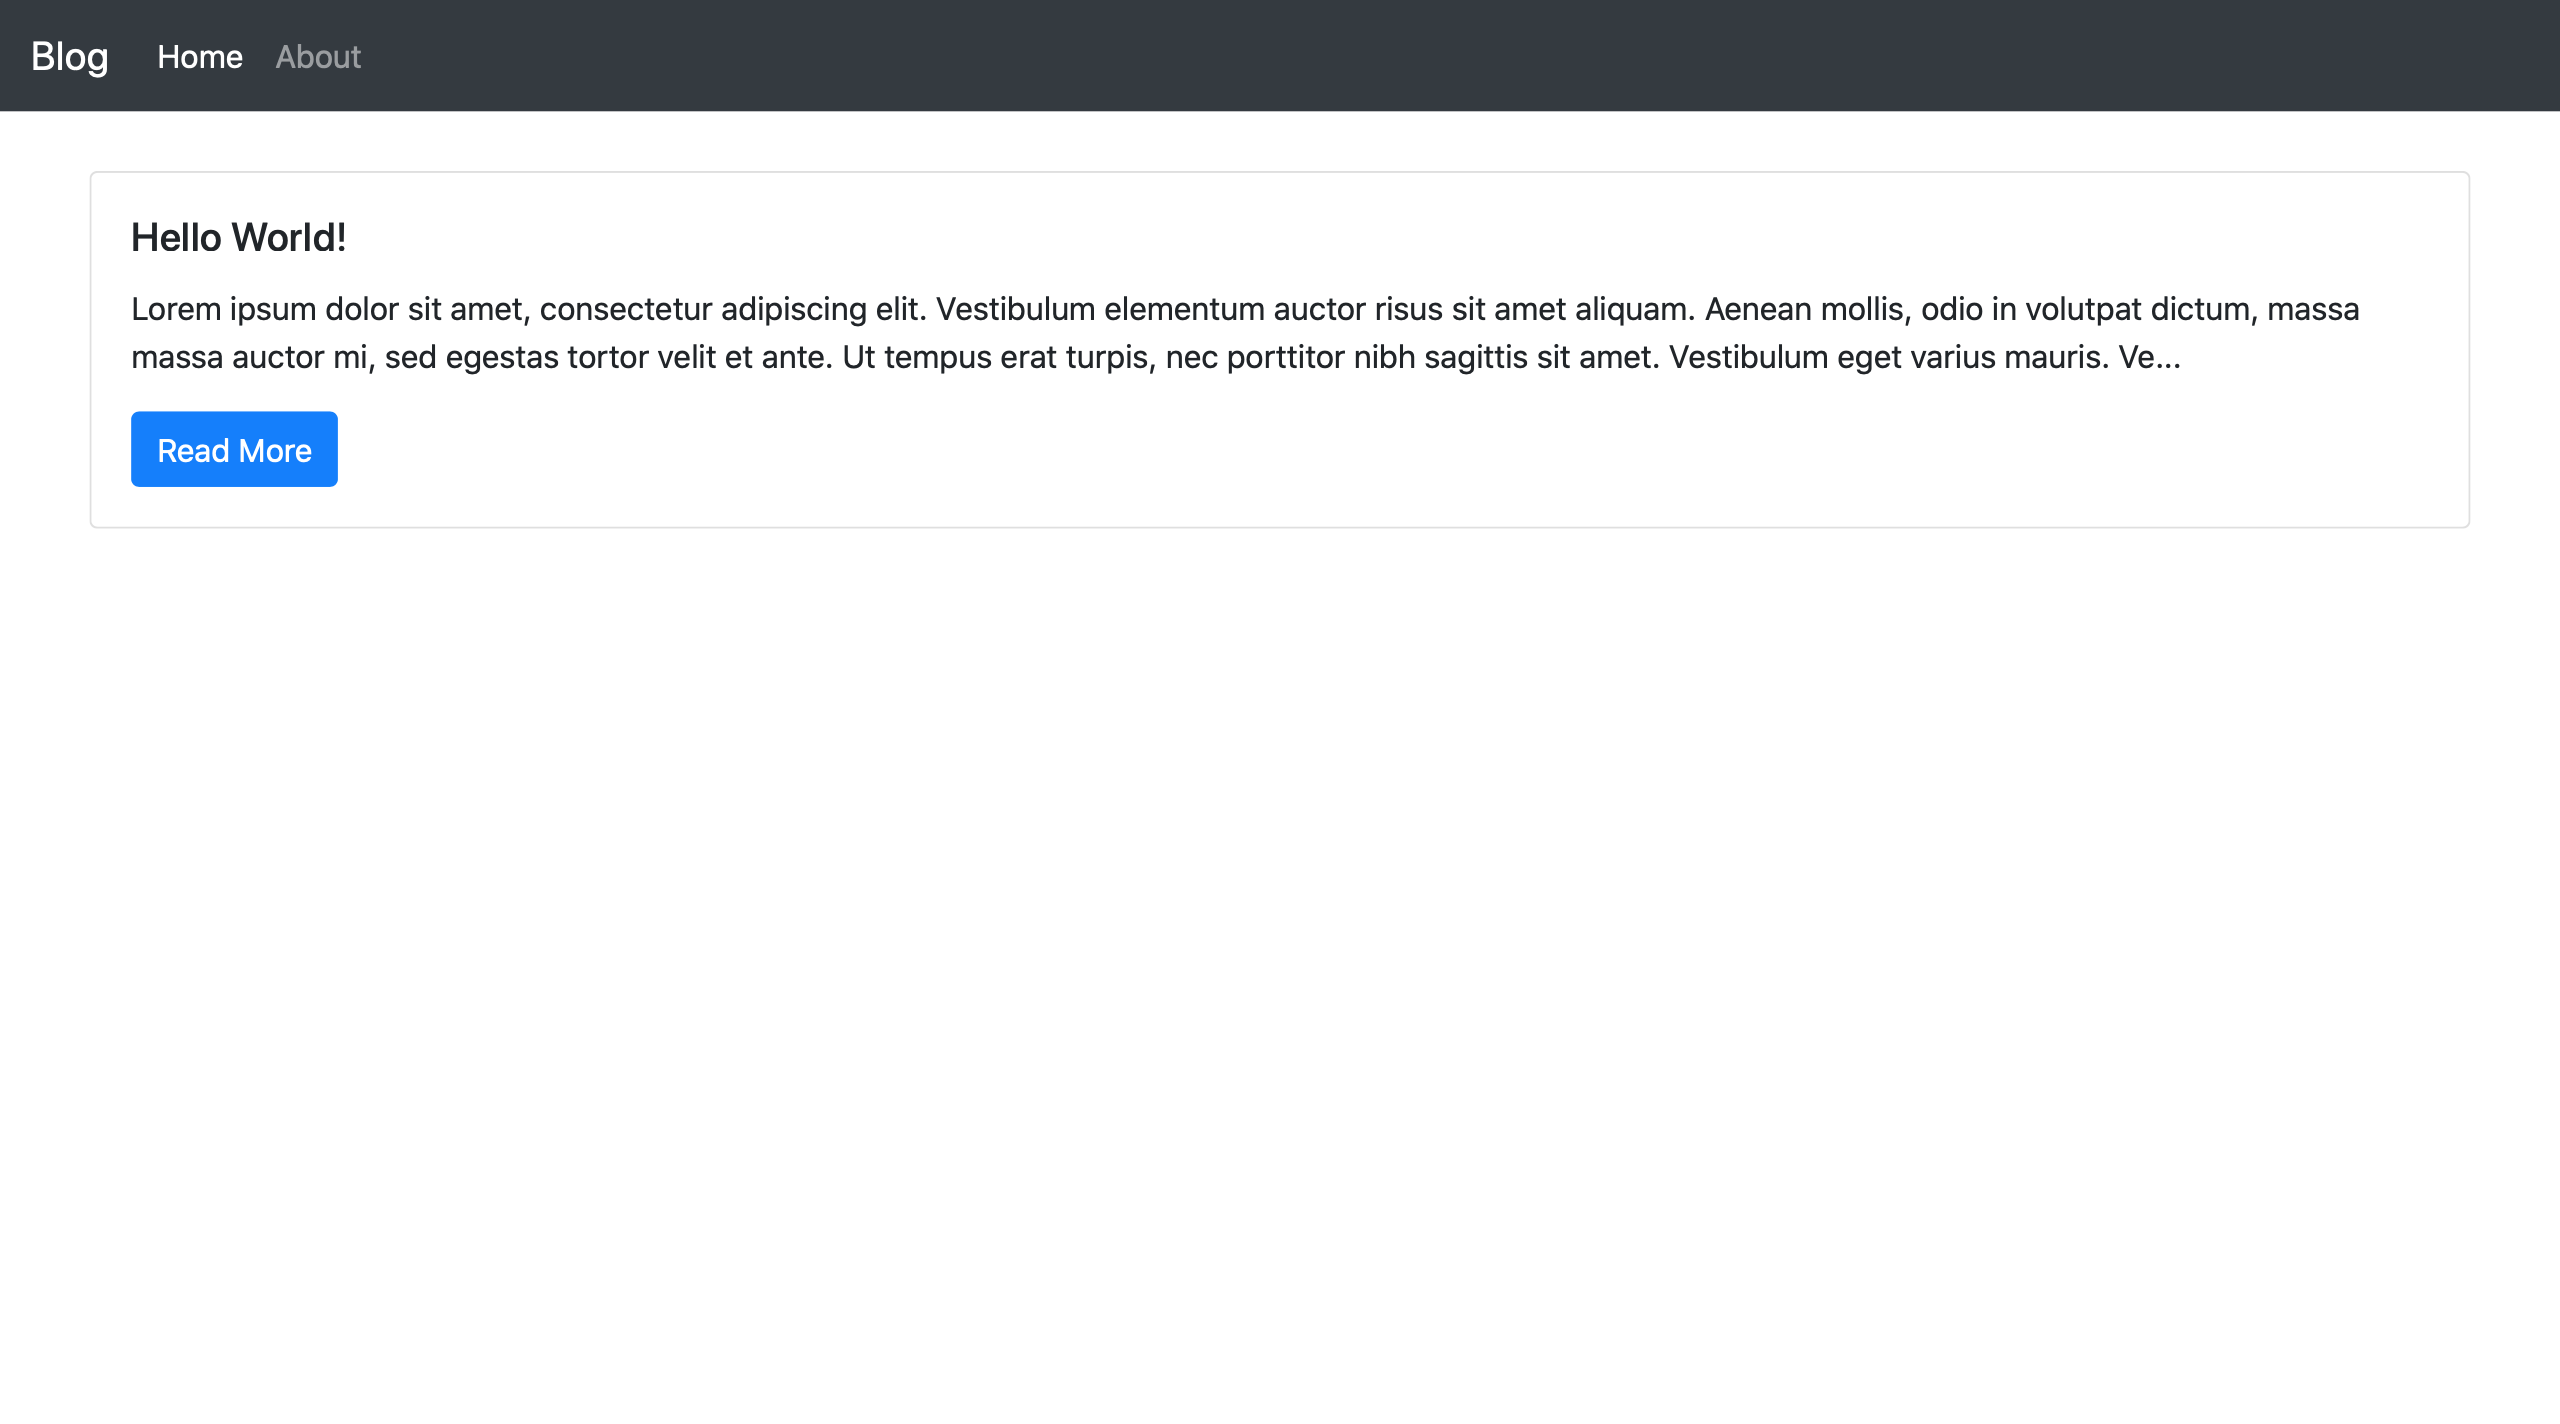 Blog Home About
Hello World!
Lorem ipsum dolor sit amet, consectetur adipiscing elit. Vestibulum elementum auctor risus sit amet aliquam. Aenean mollis, odio in volutpat dictum, massa
massa auctor mi, sed egestas tortor velit et ante. Ut tempus erat turpis, nec porttitor nibh sagittis sit amet. Vestibulum eget varius mauris. Ve...
Read More